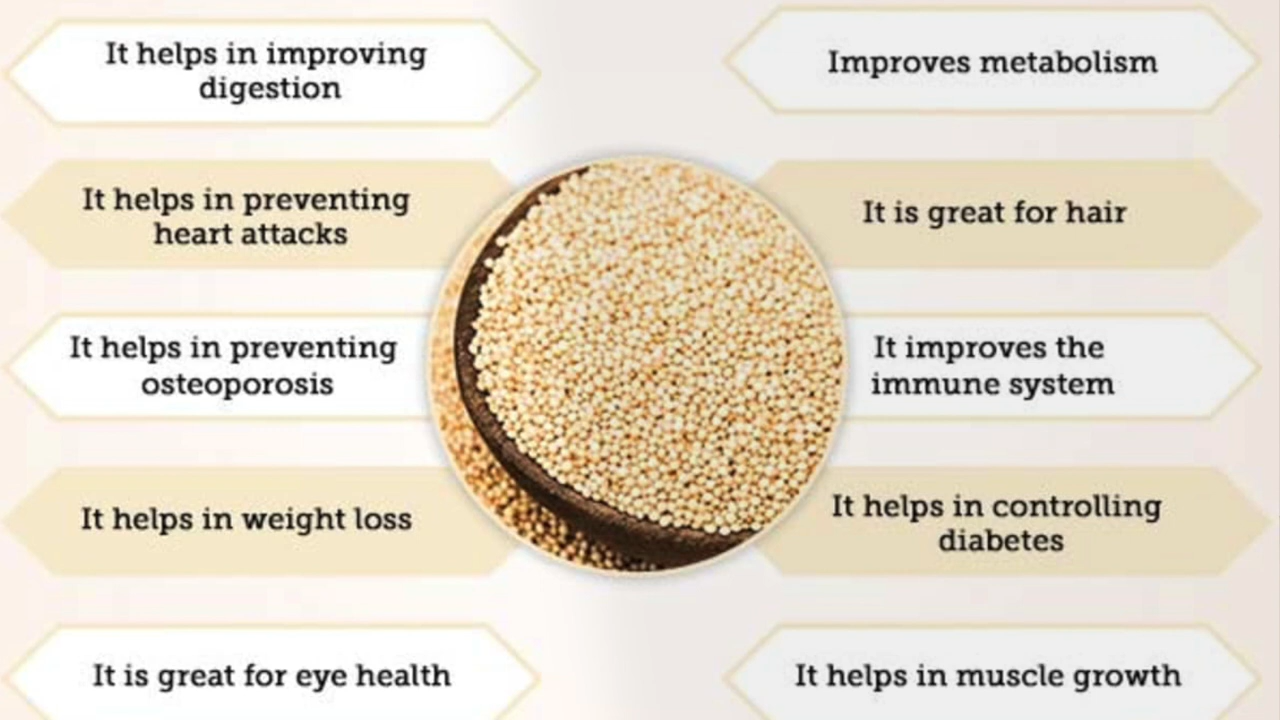 It helps in improving
digestion
It helps in preventing
heart attacks
It helps in preventing
osteoporosis
It helps in weight loss
It is great for eye health
Improves metabolism
It is great for hair
It improves the
immune system
It helps in controlling
diabetes
It helps in muscle growth